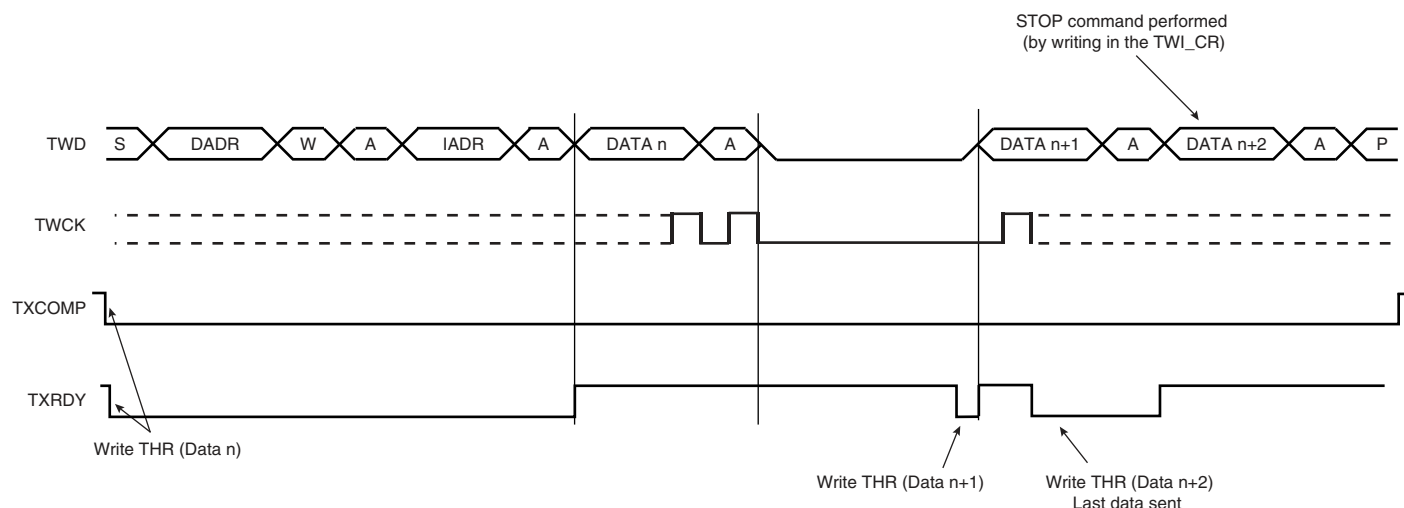 STOP command performed
(by writing in the TWI_CR)
TWD S DADR W A IADR A DATA n A DATA n+1 A DATA n+2 A P
TWCK
TXCOMP
TXRDY
Write THR (Data n)
Write THR (Data n+1)
Write THR (Data n+2)
Last data sent